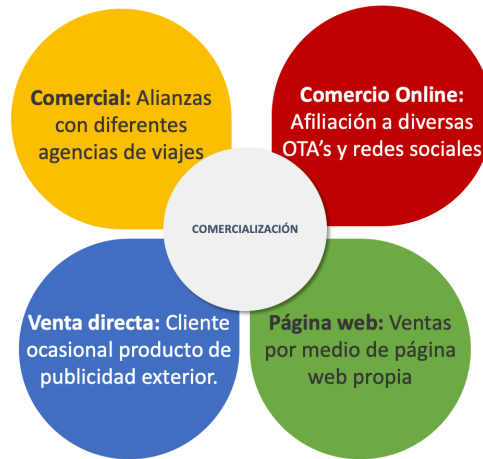 Comercial: Alianzas
con diferentes
agencias de viajes
Comercio Online:
Afiliación a diversas
OTA's y redes sociales
COMERCIALIZACIÓN
Venta directa: Cliente
ocasional producto de
publicidad exterior.
Página web: Ventas
por medio de página
web propia